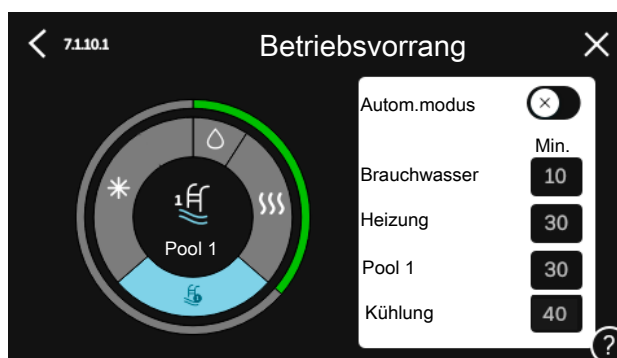 7.1.10.1 Betriebsvorrang
Autom.modus
Min.
Brauchwasser 10
Heizung 30
Pool 1 30
Kühlung 40
1
Pool 1
?